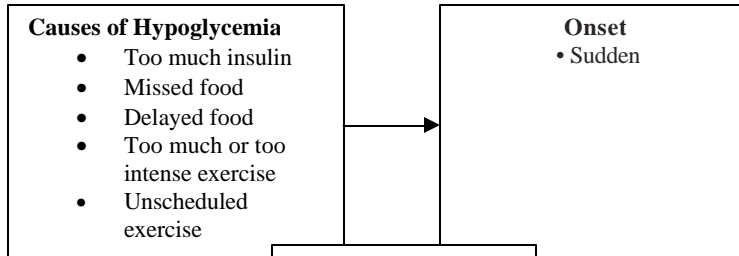 Causes of Hypoglycemia
• Too much insulin
• Missed food
• Delayed food
• Too much or too
intense exercise
• Unscheduled
exercise
Onset
• Sudden